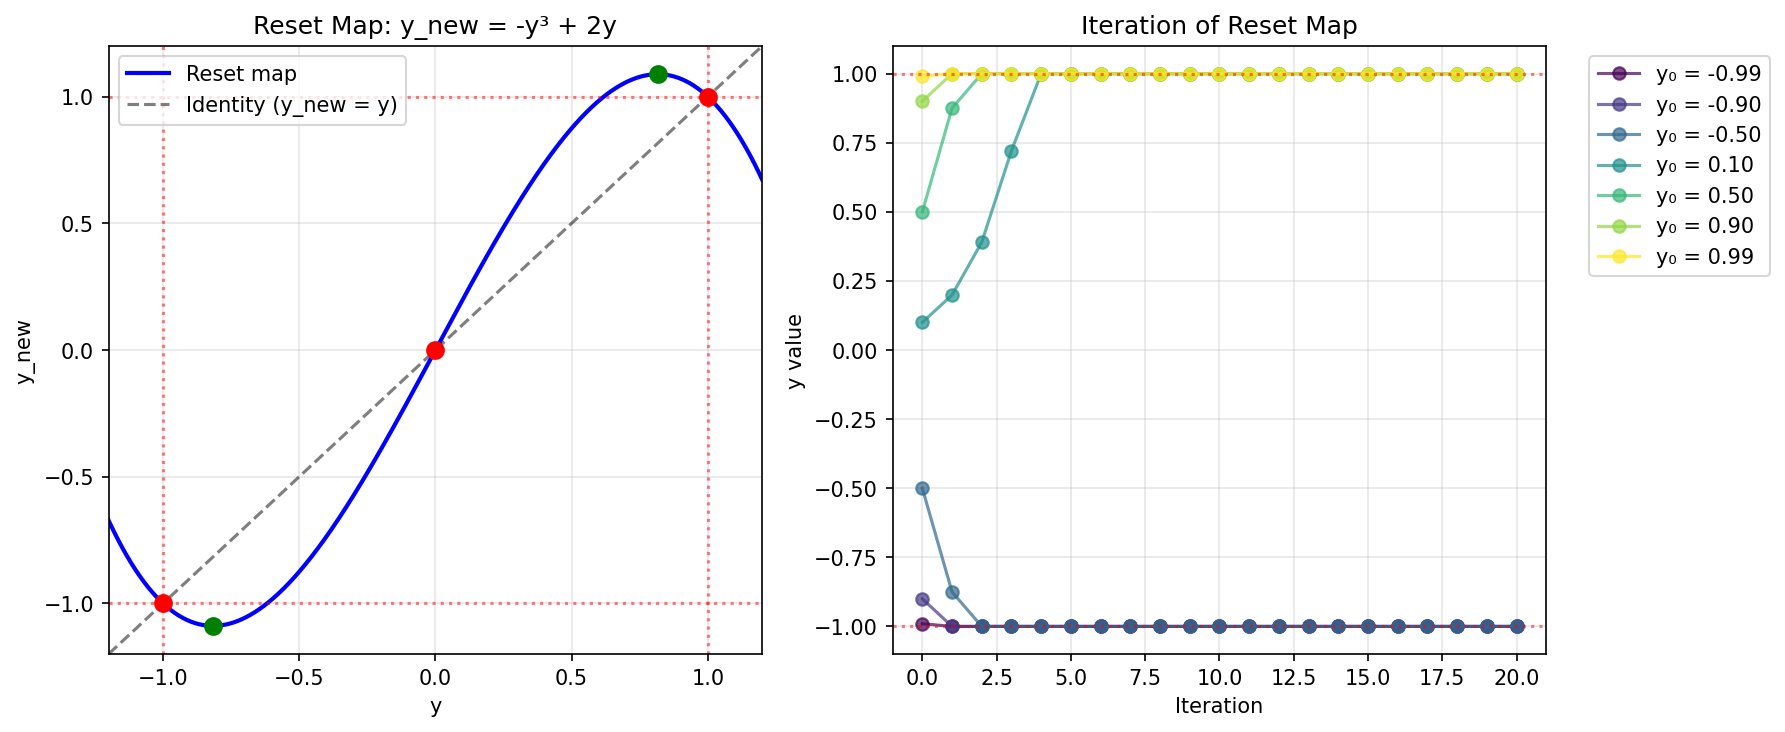 Reset Map: y_new = -y³ + 2y
Reset map
Identity (y_new = y)
1.0
0.5
0.0
−0.5
−1.0
y_new
−1.0 −0.5 0.0 0.5 1.0
y
Iteration of Reset Map
1.00
0.75
0.50
0.25
0.00
−0.25
−0.50
−0.75
−1.00
y value
0.0 2.5 5.0 7.5 10.0 12.5 15.0 17.5 20.0
Iteration
y₀ = -0.99
y₀ = -0.90
y₀ = -0.50
y₀ = 0.10
y₀ = 0.50
y₀ = 0.90
y₀ = 0.99